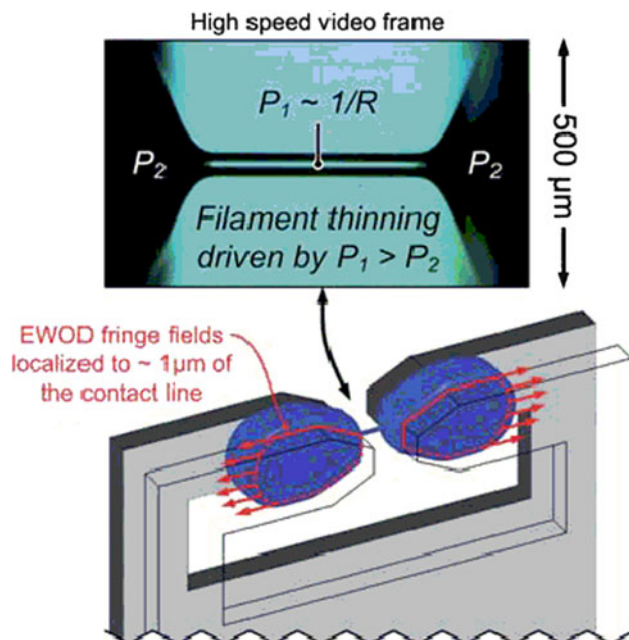 High speed video frame
P₁ ~ 1/R
P₂
P₂
Filament thinning
driven by P₁ > P₂
500 µm
EWOD fringe fields
localized to ~ 1µm of
the contact line